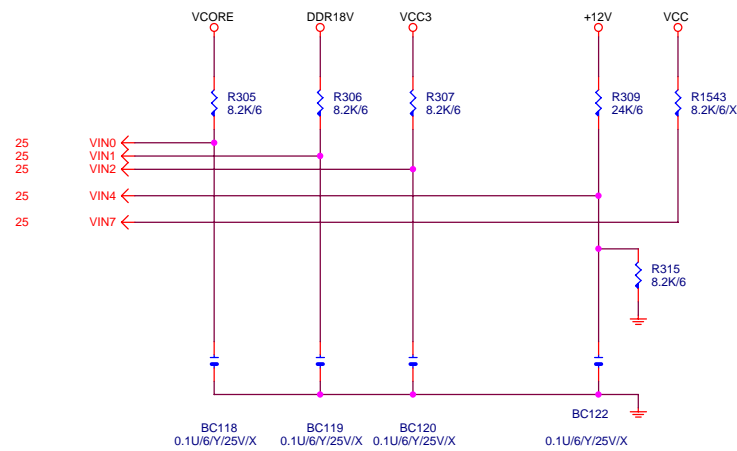 VCORE DDR18V VCC3 +12V VCC
R305 R306 R307 R309 R1543
8.2K/6 8.2K/6 8.2K/6 24K/6 8.2K/6/X
25 VIN0
25 VIN1
25 VIN2
25 VIN4
25 VIN7
R315
8.2K/6
BC122
BC118 BC119 BC120
0.1U/6/Y/25V/X 0.1U/6/Y/25V/X 0.1U/6/Y/25V/X 0.1U/6/Y/25V/X